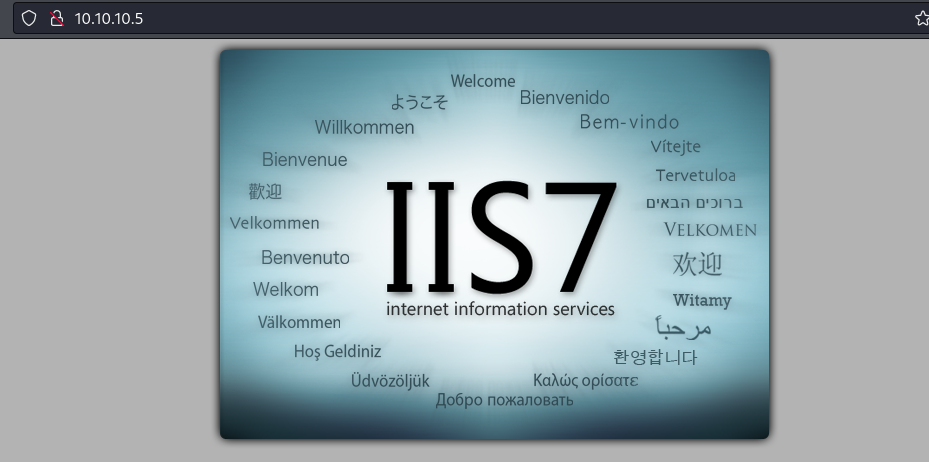 10.10.10.5
Welcome
ようこそ
Bienvenido
Willkommen
Bem-vindo
Vítejte
Bienvenue
Tervetuloa
歡迎
ברוכים הבאים
Velkommen
VELKOMEN
Benvenuto
欢迎
Welkom
Witamy
Välkommen
مرحباً
Hoş Geldiniz
환영합니다
Üdvözöljük
Καλώς ορίσατε
Добро пожаловать
IIS7
internet information services